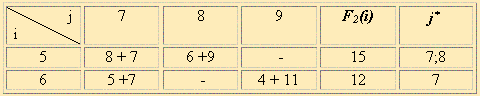 j
i 7 8 9 F2(i) j*
5 8 + 7 6 +9 - 15 7;8
6 5 +7 - 4 + 11 12 7